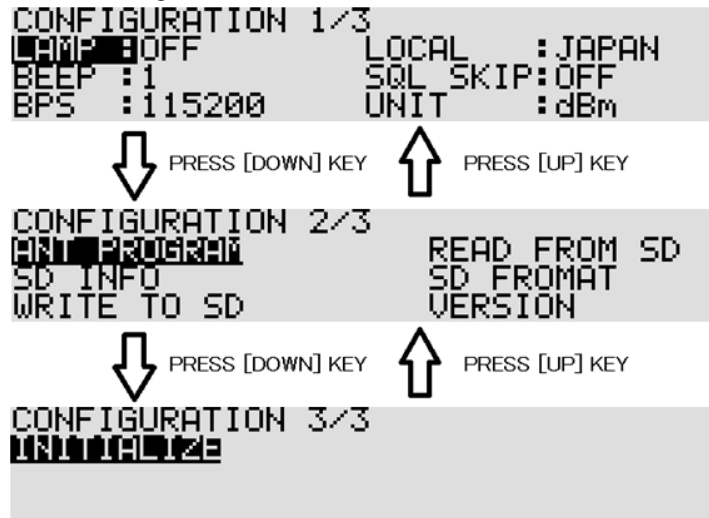 CONFIGURATION 1/3
LAMP :OFF LOCAL :JAPAN
BEEP :1 SQL SKIP:OFF
BPS :115200 UNIT :dBm
PRESS [DOWN] KEY PRESS [UP] KEY
CONFIGURATION 2/3
ANT PROGRAM READ FROM SD
SD INFO SD FROMAT
WRITE TO SD VERSION
PRESS [DOWN] KEY PRESS [UP] KEY
CONFIGURATION 3/3
INITIALIZE